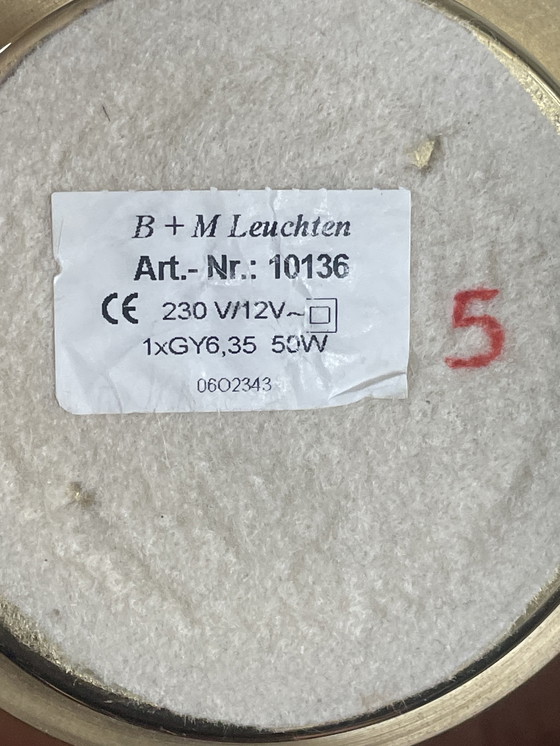 B + M Leuchten
Art.- Nr.: 10136
CE 230 V/12V~
1xGY6,35 50W
06O2343
5